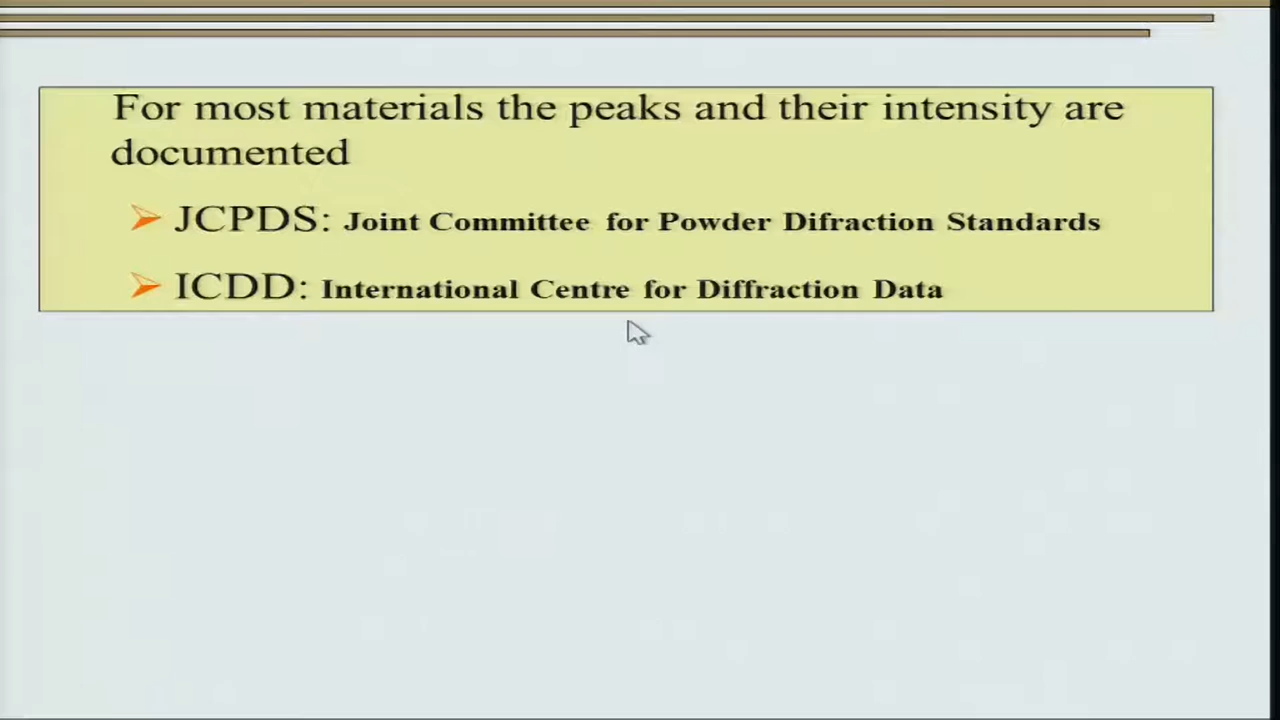 For most materials the peaks and their intensity are
documented
JCPDS: Joint Committee for Powder Difraction Standards
ICDD: International Centre for Diffraction Data